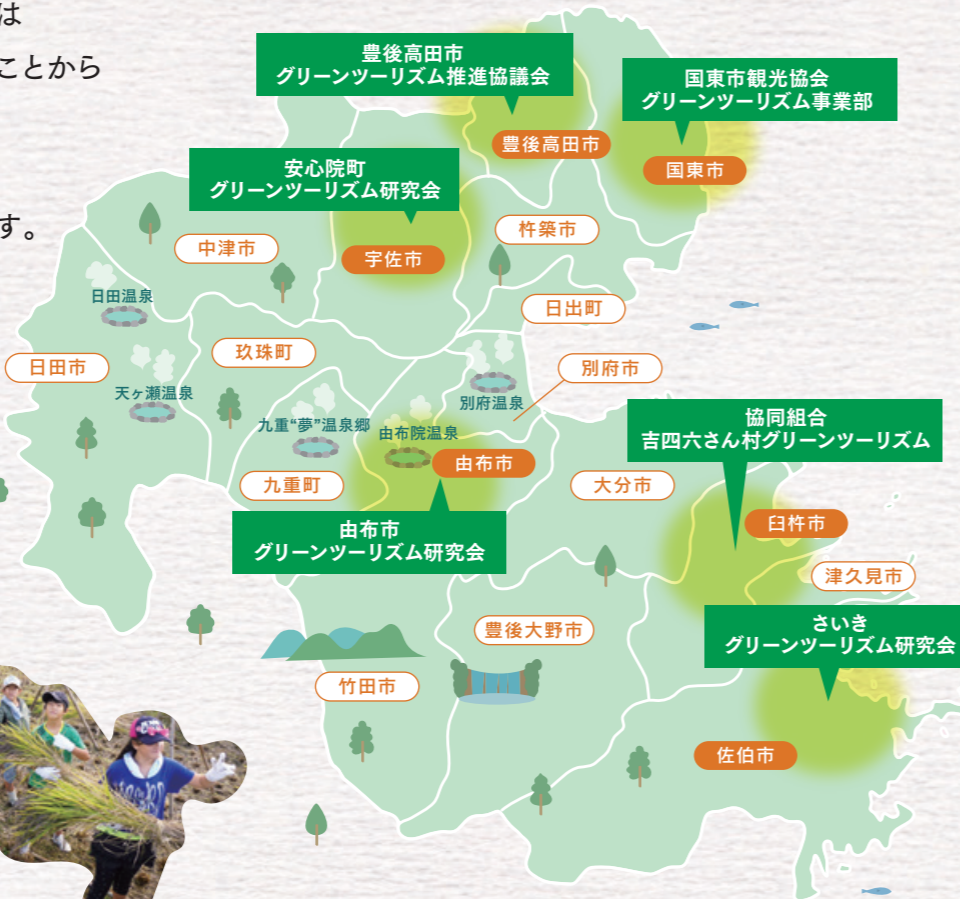 は
ことから
す。
豊後高田市
グリーンツーリズム推進協議会
国東市観光協会
グリーンツーリズム事業部
豊後高田市
国東市
安心院町
グリーンツーリズム研究会
中津市
宇佐市
杵築市
日田温泉
日出町
日田市
玖珠町
別府市
天ヶ瀬温泉
別府温泉
九重“夢”温泉郷
由布院温泉
協同組合
吉四六さん村グリーンツーリズム
由布市
九重町
大分市
由布市
グリーンツーリズム研究会
臼杵市
津久見市
さいき
グリーンツーリズム研究会
豊後大野市
竹田市
佐伯市